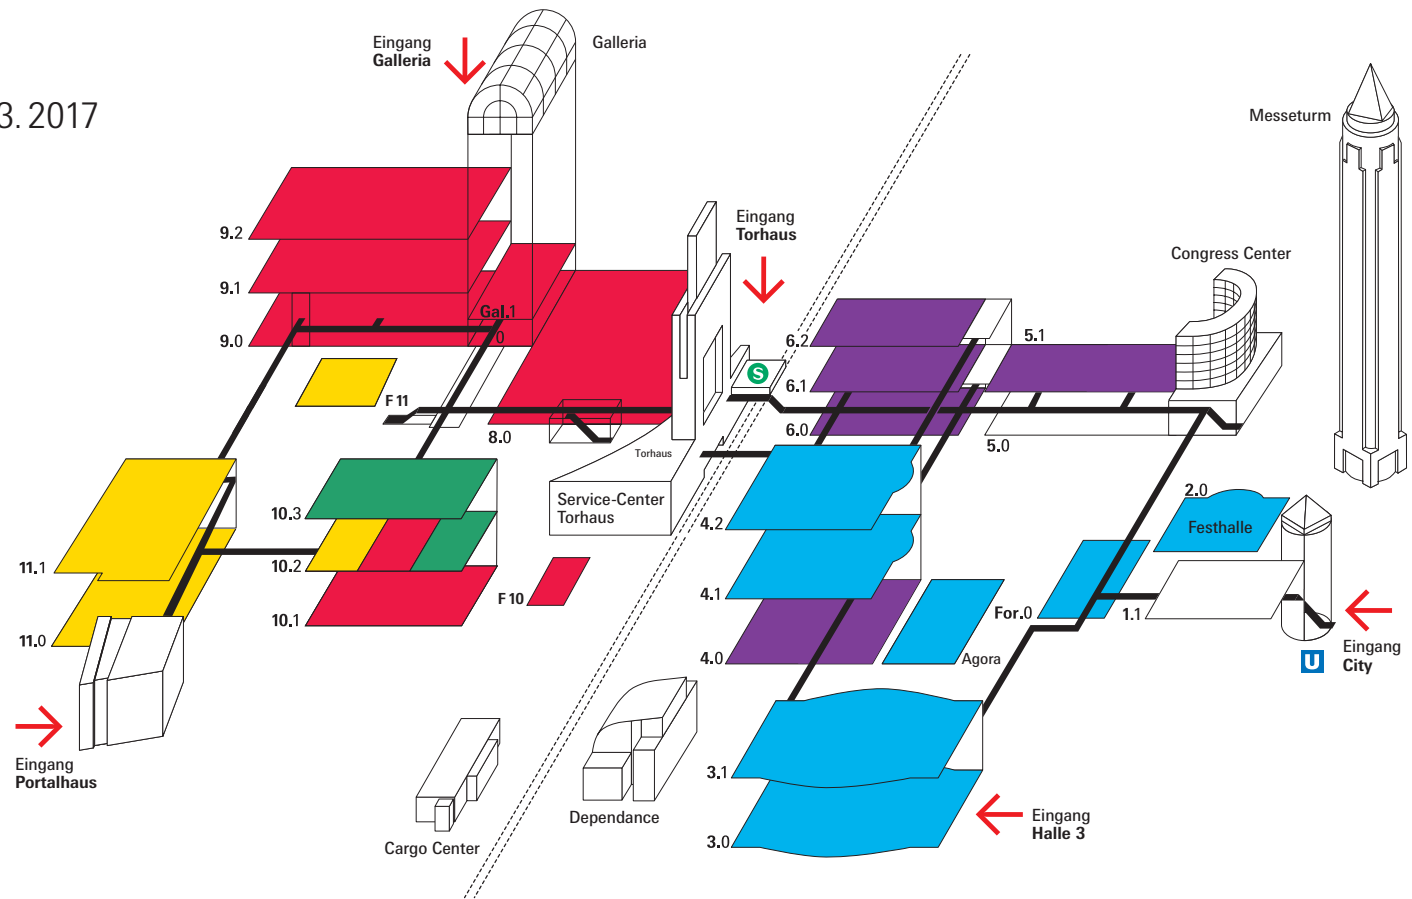 Eingang
Galleria
Galleria
3. 2017
Messeturm
Eingang
Torhaus
Congress Center
9.2
9.1
9.0
Gal.1
0
F 11
8.0
S
6.2
6.1
6.0
5.1
5.0
Torhaus
Service-Center
Torhaus
10.3
10.2
10.1
F 10
11.1
11.0
4.2
4.1
4.0
Agora
For.0
2.0
Festhalle
1.1
U
Eingang
City
Eingang
Portalhaus
Cargo Center
Dependance
3.1
3.0
Eingang
Halle 3